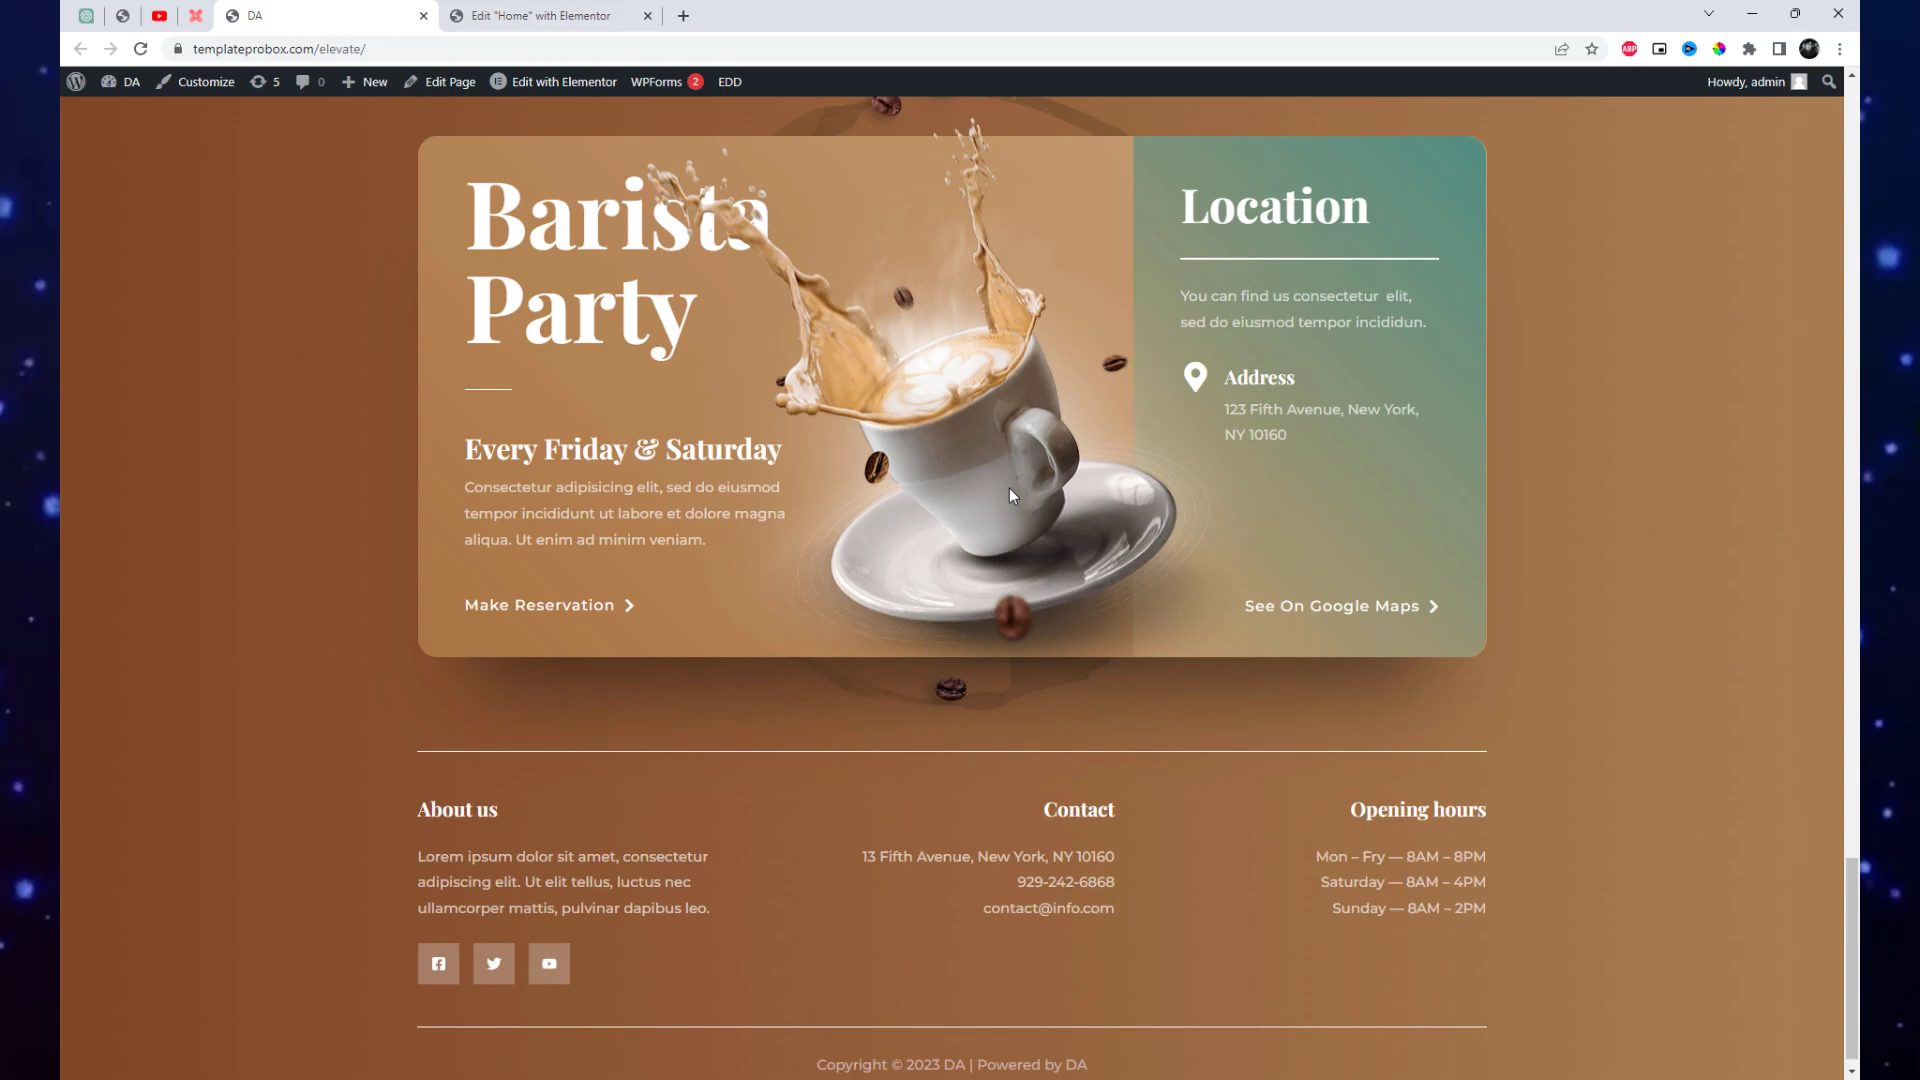 DA
Edit "Home" with Elementor
templateprobox.com/elevate/
ABP
DA Customize 5 0 New Edit Page Edit with Elementor WPForms 2 EDD
Howdy, admin
Barista
Party
Every Friday & Saturday
Consectetur adipisicing elit, sed do eiusmod
tempor incididunt ut labore et dolore magna
aliqua. Ut enim ad minim veniam.
Make Reservation
Location
You can find us consectetur elit,
sed do eiusmod tempor incididun.
Address
123 Fifth Avenue, New York,
NY 10160
See On Google Maps
About us
Lorem ipsum dolor sit amet, consectetur
adipiscing elit. Ut elit tellus, luctus nec
ullamcorper mattis, pulvinar dapibus leo.
Contact
13 Fifth Avenue, New York, NY 10160
929-242-6868
contact@info.com
Opening hours
Mon – Fry — 8AM – 8PM
Saturday — 8AM – 4PM
Sunday — 8AM – 2PM
Copyright © 2023 DA | Powered by DA